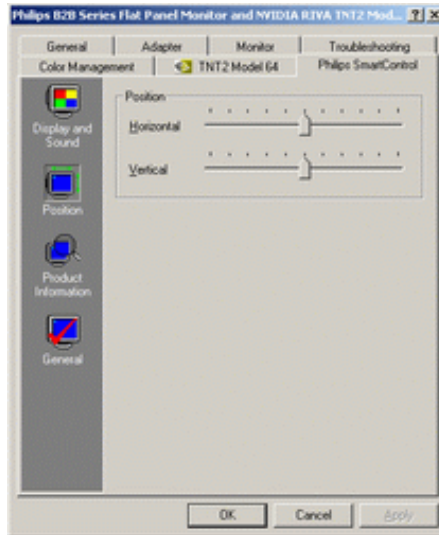 Philips 828 Series Flat Panel Monitor and NVIDIA RIVA TNT2 Mod... ? X
General Adapter Monitor Troubleshooting
Color Management TNT2 Model 64 Philips SmartControl
Display and
Sound
Position
Product
Information
General
Position
Horizontal
Vertical
OK Cancel Apply